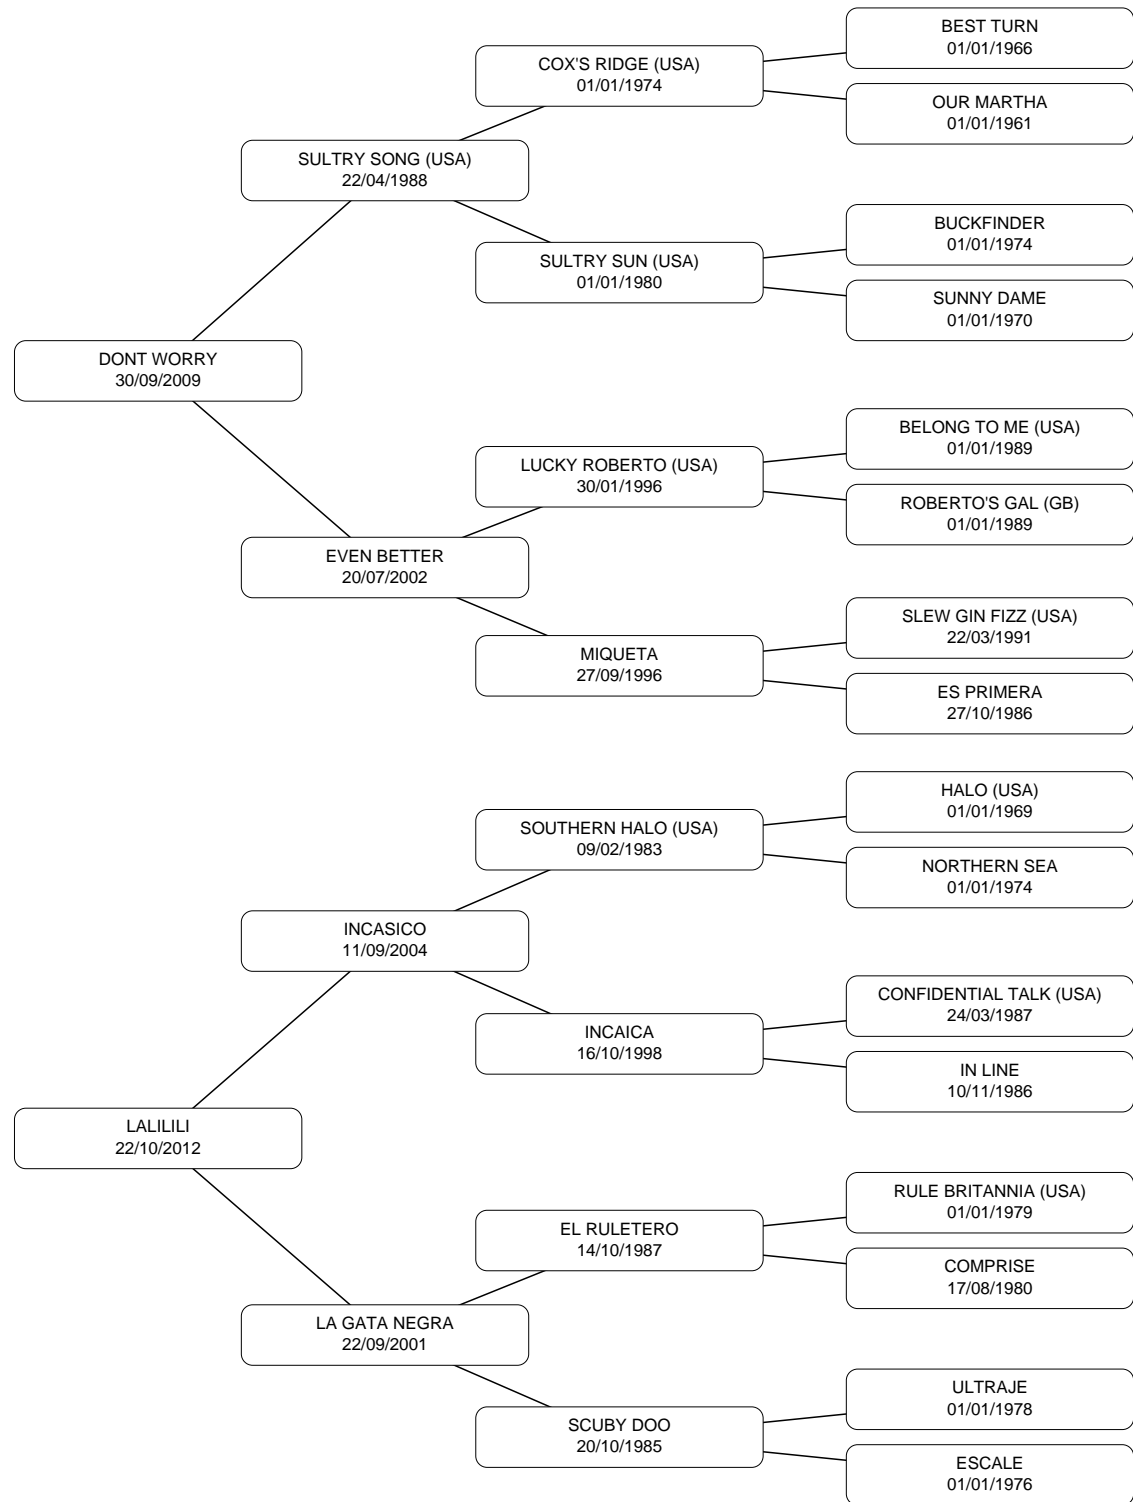 BEST TURN
01/01/1966
COX'S RIDGE (USA)
01/01/1974
OUR MARTHA
01/01/1961
SULTRY SONG (USA)
22/04/1988
BUCKFINDER
01/01/1974
SULTRY SUN (USA)
01/01/1980
SUNNY DAME
01/01/1970
DONT WORRY
30/09/2009
BELONG TO ME (USA)
01/01/1989
LUCKY ROBERTO (USA)
30/01/1996
ROBERTO'S GAL (GB)
01/01/1989
EVEN BETTER
20/07/2002
SLEW GIN FIZZ (USA)
22/03/1991
MIQUETA
27/09/1996
ES PRIMERA
27/10/1986
HALO (USA)
01/01/1969
SOUTHERN HALO (USA)
09/02/1983
NORTHERN SEA
01/01/1974
INCASICO
11/09/2004
CONFIDENTIAL TALK (USA)
24/03/1987
INCAICA
16/10/1998
IN LINE
10/11/1986
LALILILI
22/10/2012
RULE BRITANNIA (USA)
01/01/1979
EL RULETERO
14/10/1987
COMPRISE
17/08/1980
LA GATA NEGRA
22/09/2001
ULTRAJE
01/01/1978
SCUBY DOO
20/10/1985
ESCALE
01/01/1976